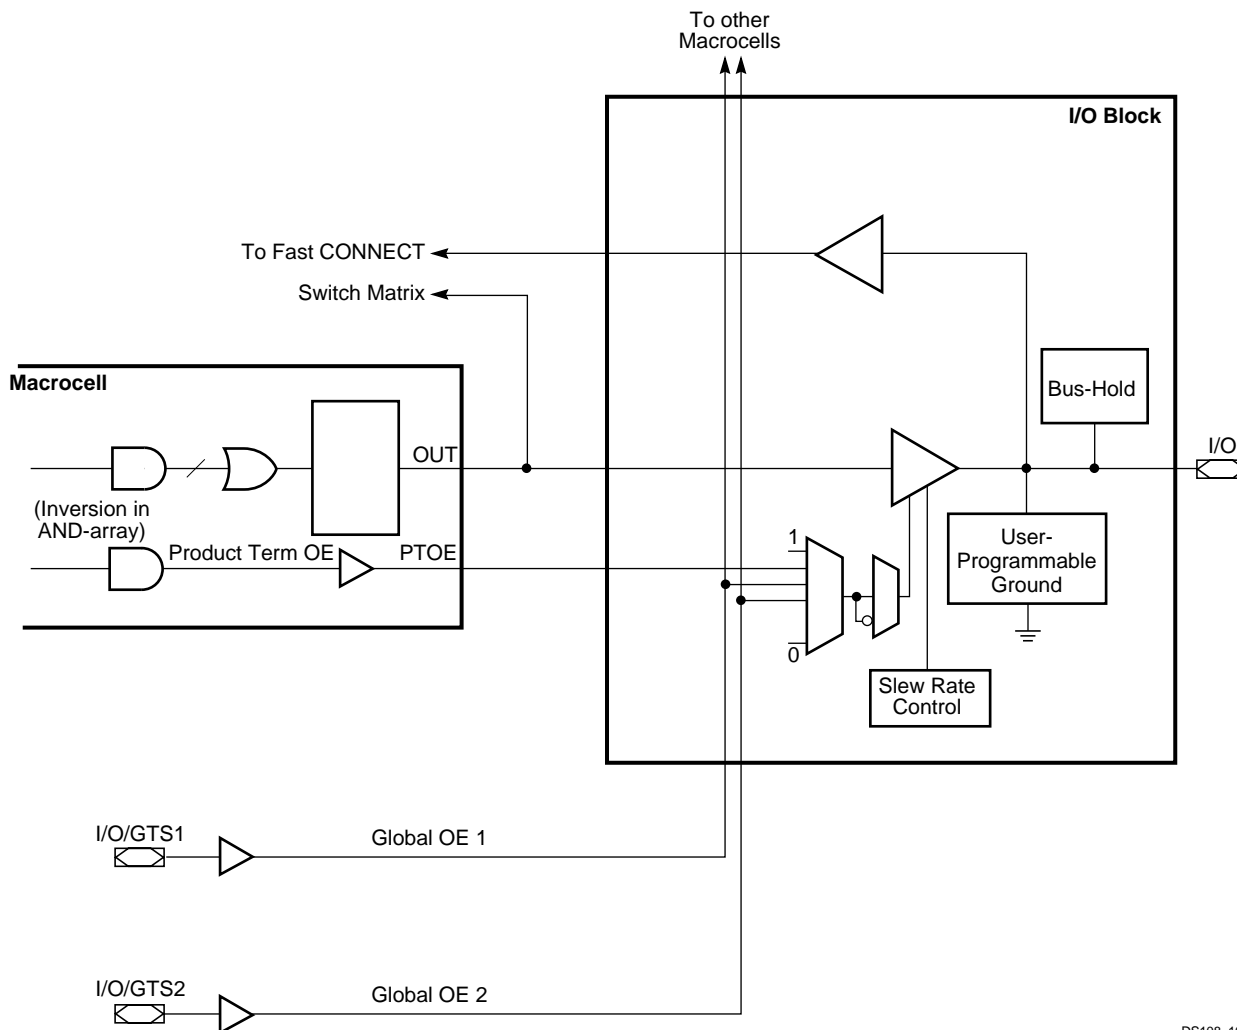 To other
Macrocells
I/O Block
To Fast CONNECT
Switch Matrix
Macrocell
Bus-Hold
OUT
I/O
(Inversion in
AND-array)
Product Term OE
PTOE
1
User-
Programmable
Ground
0
Slew Rate
Control
I/O/GTS1
Global OE 1
I/O/GTS2
Global OE 2